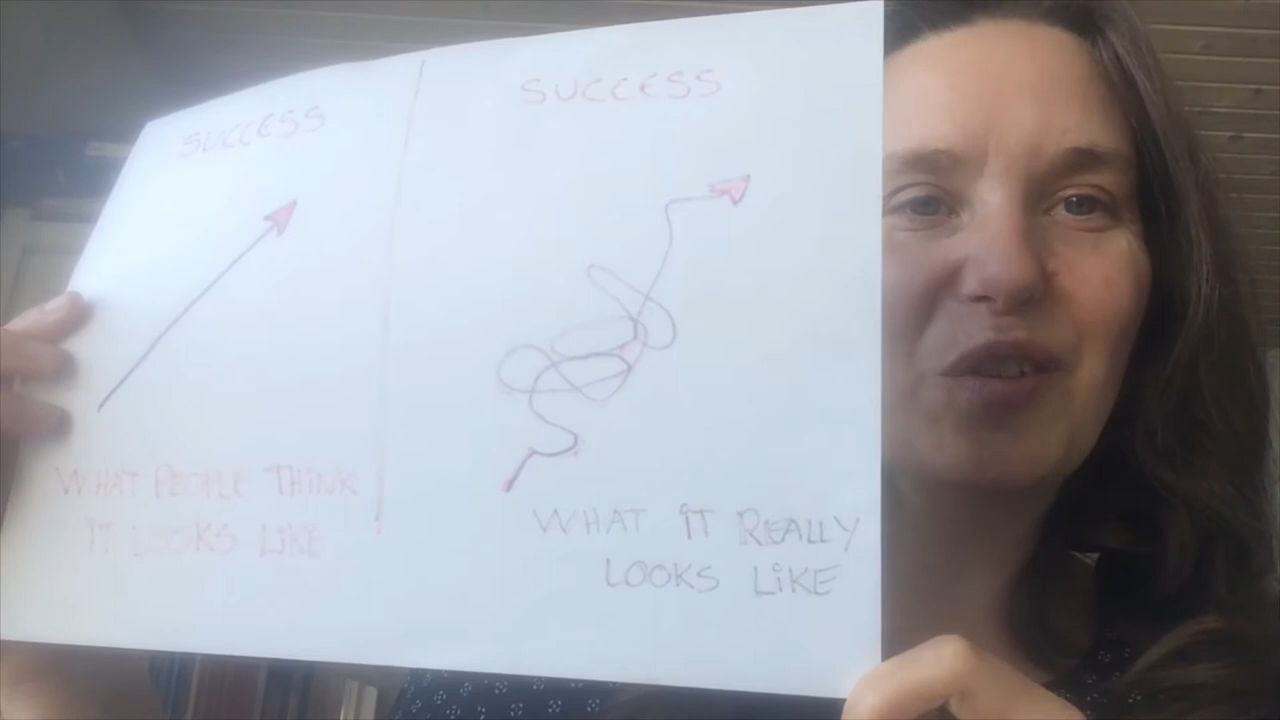 SUCCESS
WHAT PEOPLE THINK
IT LOOKS LIKE
SUCCESS
WHAT IT REALLY
LOOKS LIKE